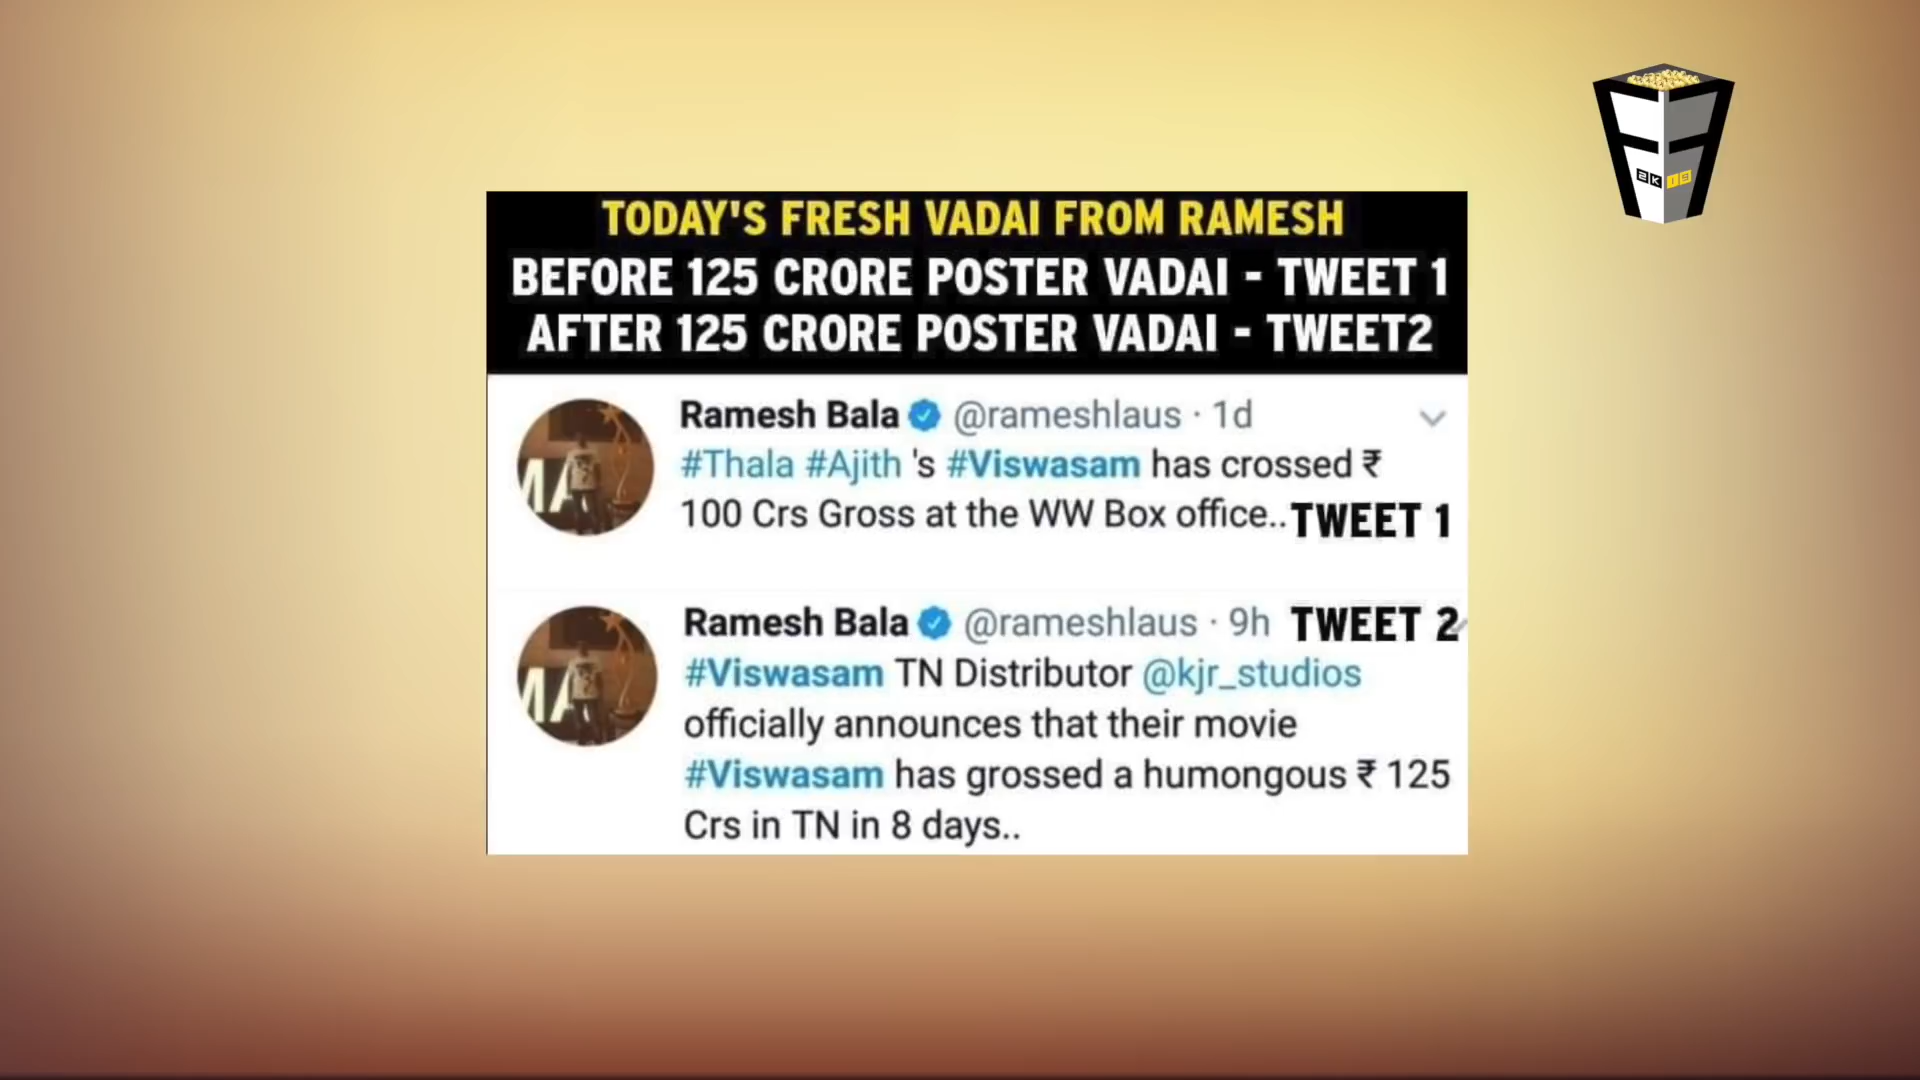 2K19
TODAY'S FRESH VADAI FROM RAMESH
BEFORE 125 CRORE POSTER VADAI - TWEET 1
AFTER 125 CRORE POSTER VADAI - TWEET2
Ramesh Bala @rameshlaus · 1d
#Thala #Ajith 's #Viswasam has crossed ₹
100 Crs Gross at the WW Box office.. TWEET 1
Ramesh Bala @rameshlaus · 9h TWEET 2
#Viswasam TN Distributor @kjr_studios
officially announces that their movie
#Viswasam has grossed a humongous ₹ 125
Crs in TN in 8 days..